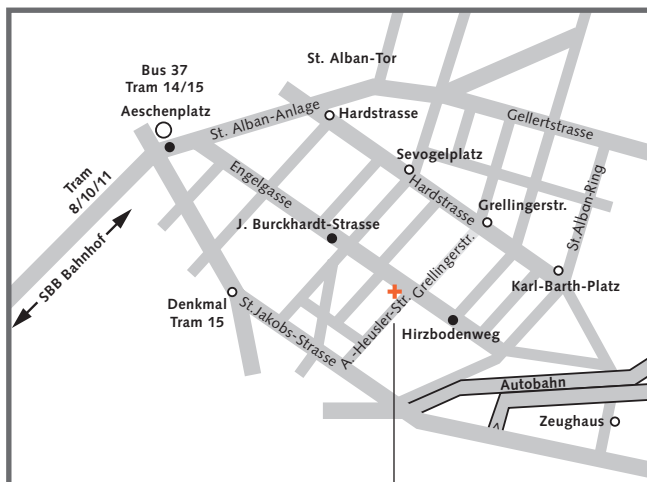 St. Alban-Tor
Bus 37
Tram 14/15
Aeschenplatz
St. Alban-Anlage
Hardstrasse
Gellertstrasse
Tram
8/10/11
Engelgasse
Sevogelplatz
Hardstrasse
Grellingerstr.
St.Alban-Ring
J. Burckhardt-Strasse
SBB Bahnhof
Grellingerstr.
Karl-Barth-Platz
Denkmal
Tram 15
St.Jakobs-Strasse
A.-Heusler-Str.
Hirzbodenweg
Autobahn
Zeughaus